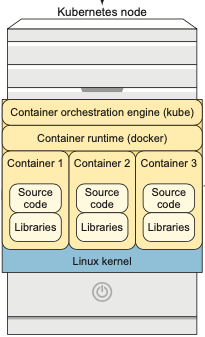 Kubernetes node
Container orchestration engine (kube)
Container runtime (docker)
Container 1
Container 2
Container 3
Source
code
Source
code
Source
code
Libraries
Libraries
Libraries
Linux kernel